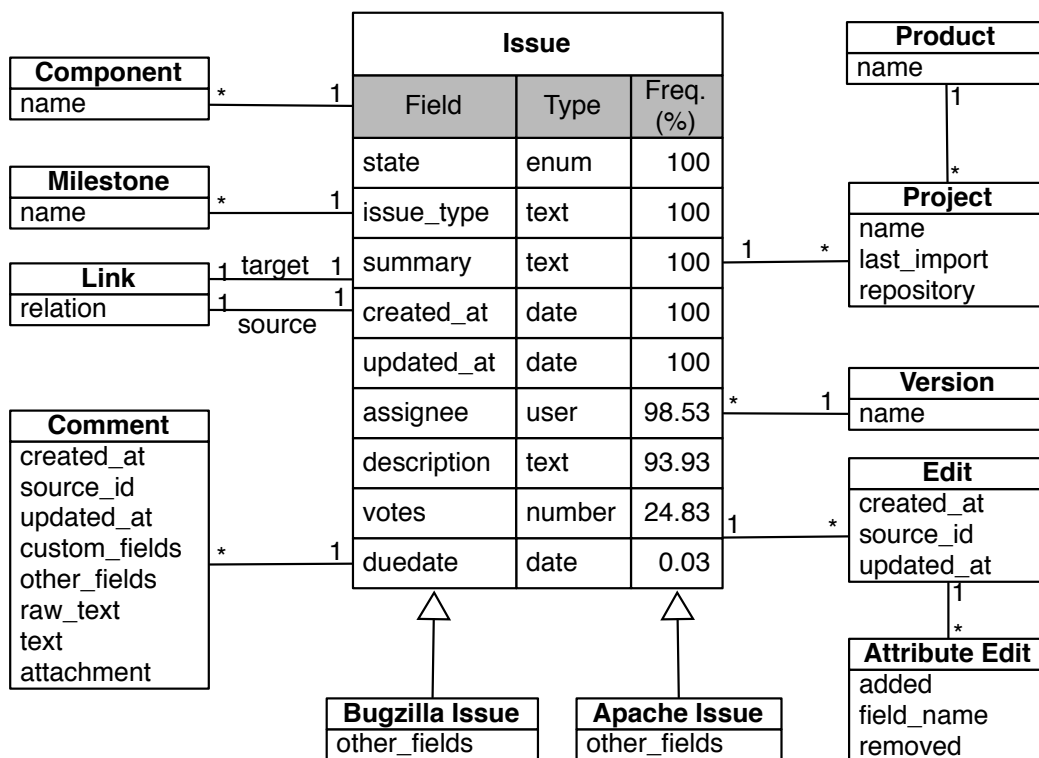 Component
name
* 1
Milestone
name
* 1
Link
relation
1 target 1
1 source 1
Comment
created_at
source_id
updated_at
custom_fields
other_fields
raw_text
text
attachment
* 1
Issue
Field Type Freq. (%)
state enum 100
issue_type text 100
summary text 100
created_at date 100
updated_at date 100
assignee user 98.53
description text 93.93
votes number 24.83
duedate date 0.03
Bugzilla Issue
other_fields
Apache Issue
other_fields
Product
name
1
*
Project
name
last_import
repository
1 *
Version
name
* 1
Edit
created_at
source_id
updated_at
1 *
1
*
Attribute Edit
added
field_name
removed